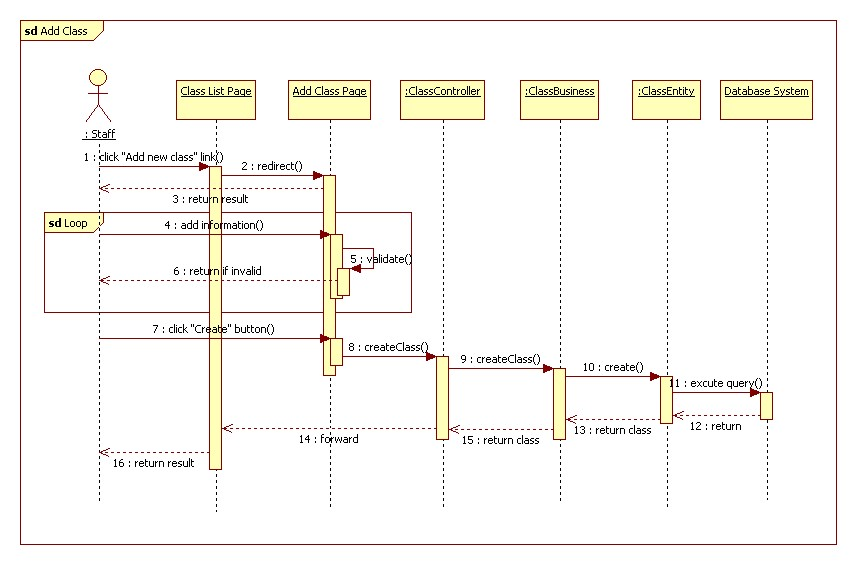 sd Add Class
Class List Page
Add Class Page
:ClassController
:ClassBusiness
:ClassEntity
Database System
: Staff
1 : click "Add new class" link()
2 : redirect()
3 : return result
sd Loop
4 : add information()
5 : validate()
6 : return if invalid
7 : click "Create" button()
8 : createClass()
9 : createClass()
10 : create()
11 : excute query()
12 : return
13 : return class
14 : forward
15 : return class
16 : return result